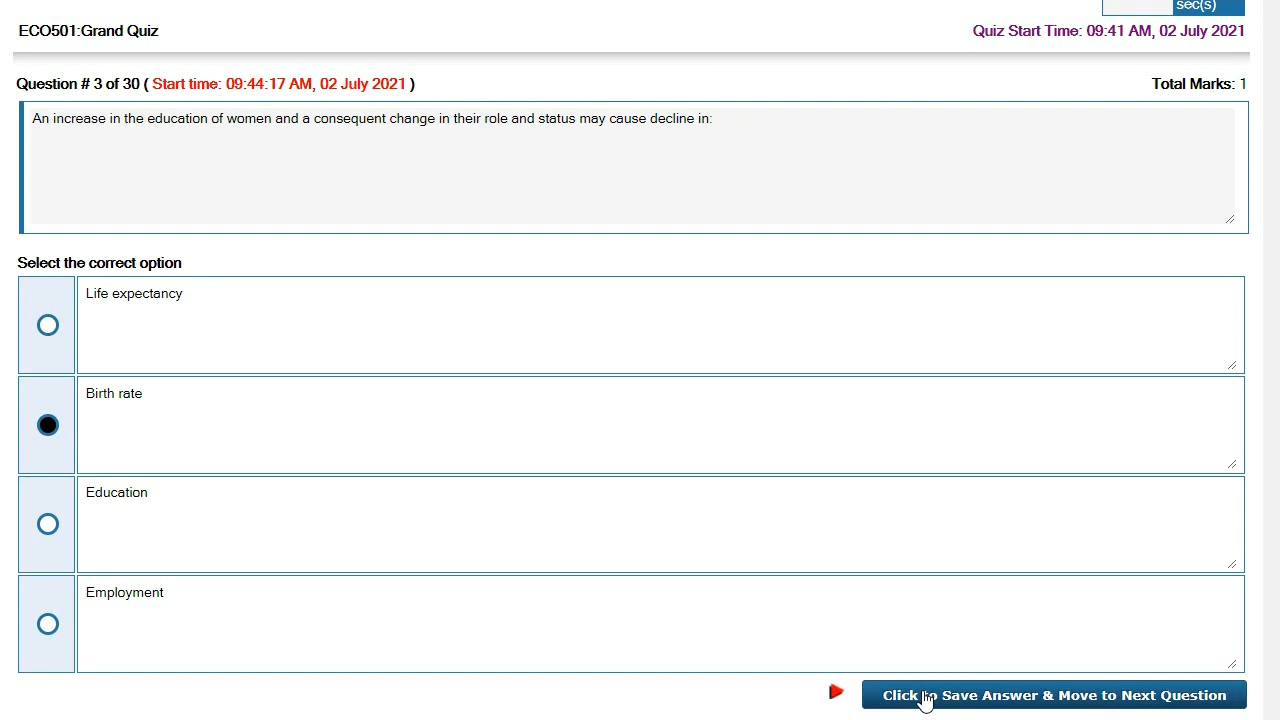 sec(s)
ECO501:Grand Quiz
Quiz Start Time: 09:41 AM, 02 July 2021
Question # 3 of 30 ( Start time: 09:44:17 AM, 02 July 2021 )
Total Marks: 1
An increase in the education of women and a consequent change in their role and status may cause decline in:
Select the correct option
Life expectancy
Birth rate
Education
Employment
Click to Save Answer & Move to Next Question